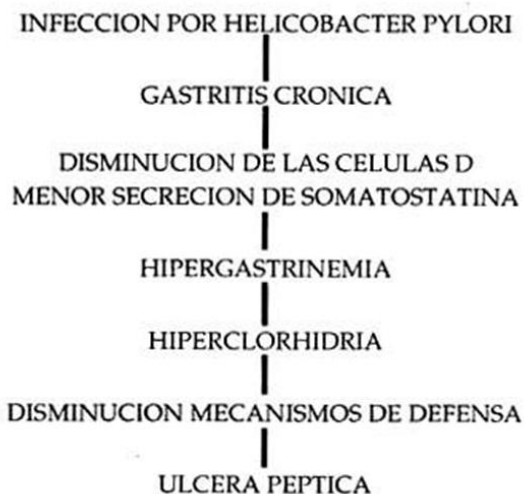 INFECCION POR HELICOBACTER PYLORI
GASTRITIS CRONICA
DISMINUCION DE LAS CELULAS D
MENOR SECRECION DE SOMATOSTATINA
HIPERGASTRINEMIA
HIPERCLORHIDRIA
DISMINUCION MECANISMOS DE DEFENSA
ULCERA PEPTICA